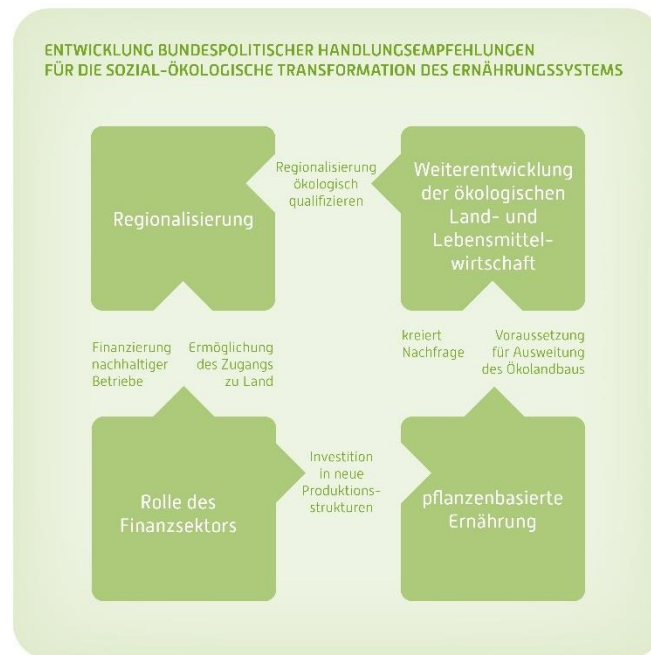 ENTWICKLUNG BUNDESPOLITISCHER HANDLUNGSEMPFEHLUNGEN
FÜR DIE SOZIAL-ÖKOLOGISCHE TRANSFORMATION DES ERNÄHRUNGSSYSTEMS
Regionalisierung
Regionalisierung
ökologisch
qualifizieren
Weiterentwicklung
der ökologischen
Land- und
Lebensmittel-
wirtschaft
Finanzierung
nachhaltiger
Betriebe
Ermöglichung
des Zugangs
zu Land
kreiert
Nachfrage
Voraussetzung
für Ausweitung
des Ökolandbaus
Rolle des
Finanzsektors
Investition
in neue
Produktions-
strukturen
pflanzenbasierte
Ernährung